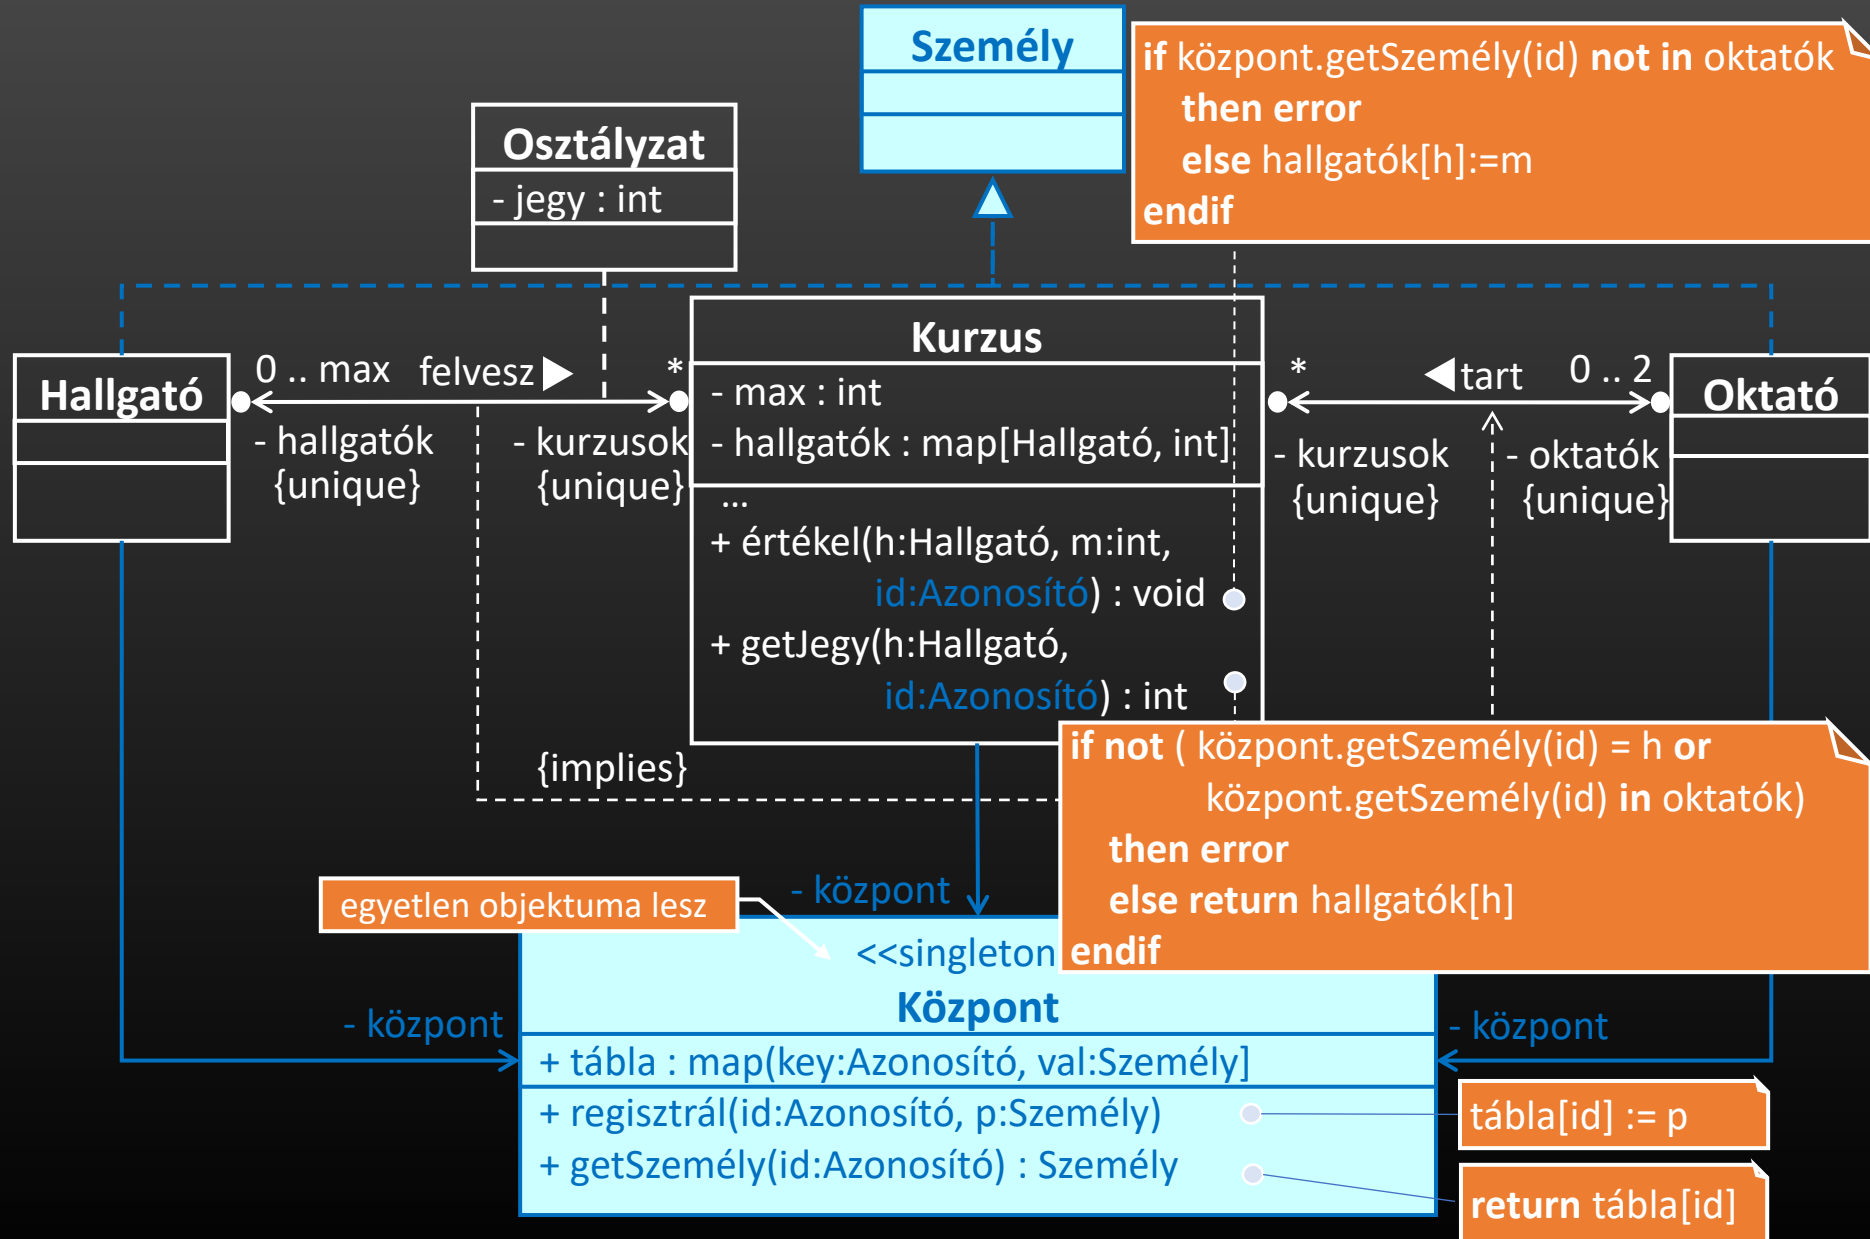 Személy
if központ.getSzemély(id) not in oktatók
then error
else hallgatók[h]:=m
endif
Osztályzat
- jegy : int
Hallgató
0 .. max
felvesz
*
- hallgatók
{unique}
- kurzusok
{unique}
Kurzus
- max : int
- hallgatók : map[Hallgató, int]
...
+ értékel(h:Hallgató, m:int,
id:Azonosító) : void
+ getJegy(h:Hallgató,
id:Azonosító) : int
*
tart
0 .. 2
- kurzusok
{unique}
- oktatók
{unique}
Oktató
{implies}
if not ( központ.getSzemély(id) = h or
központ.getSzemély(id) in oktatók)
then error
else return hallgatók[h]
endif
egyetlen objektuma lesz
- központ
- központ
- központ
<<singleton
Központ
+ tábla : map(key:Azonosító, val:Személy]
+ regisztrál(id:Azonosító, p:Személy)
+ getSzemély(id:Azonosító) : Személy
tábla[id] := p
return tábla[id]